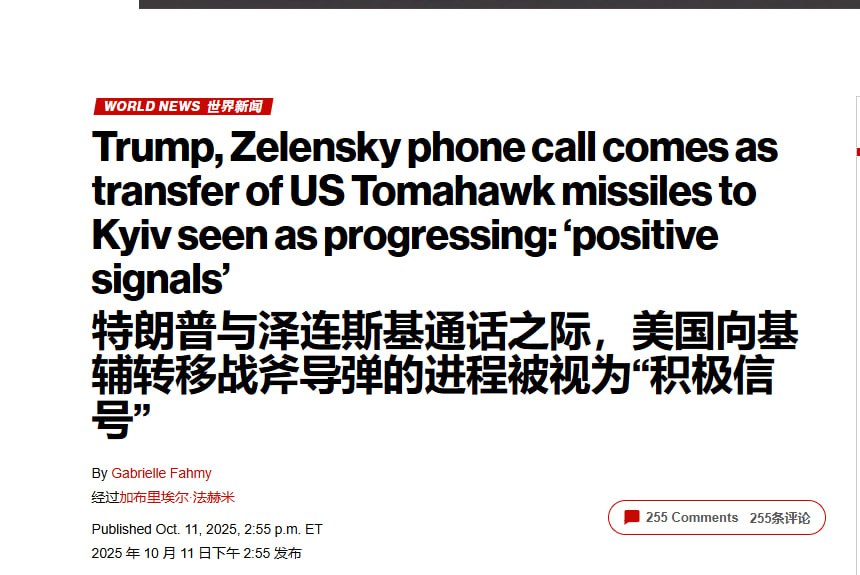 WORLD NEWS 世界新闻
Trump, Zelensky phone call comes as
transfer of US Tomahawk missiles to
Kyiv seen as progressing: ‘positive
signals’
特朗普与泽连斯基通话之际，美国向基
辅转移战斧导弹的进程被视为“积极信
号”
By Gabrielle Fahmy
经过加布里埃尔·法赫米
255 Comments 255条评论
Published Oct. 11, 2025, 2:55 p.m. ET
2025 年 10 月 11 日下午 2:55 发布